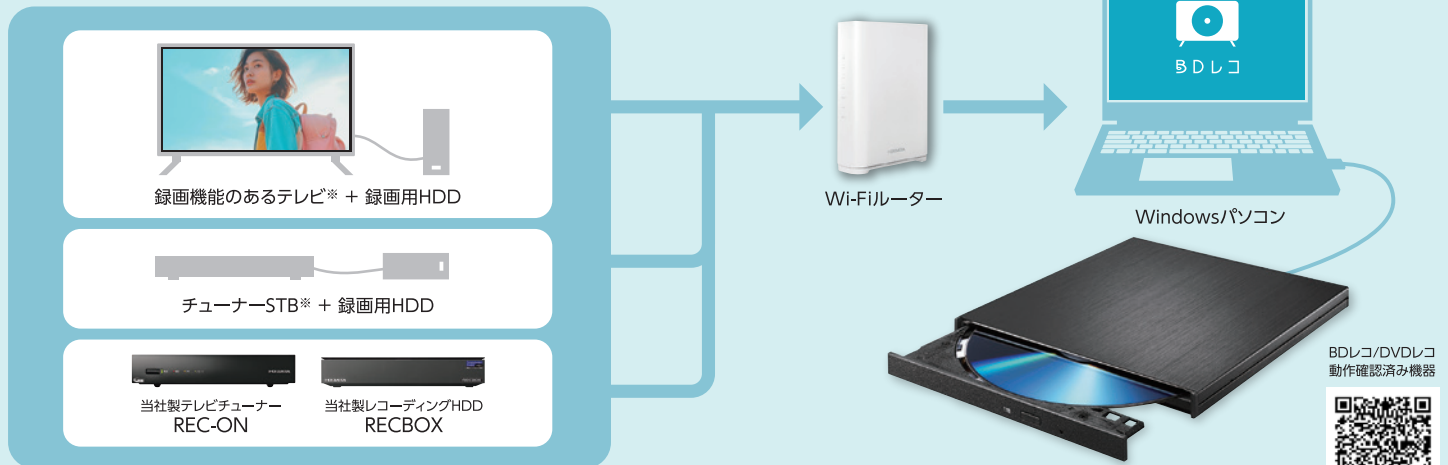 録画機能のあるテレビ※ + 録画用HDD
チューナーSTB※ + 録画用HDD
当社製テレビチューナー
REC-ON
当社製レコーディングHDD
RECBOX
Wi-Fiルーター
BDレコ
Windowsパソコン
BDレコ/DVDレコ
動作確認済み機器